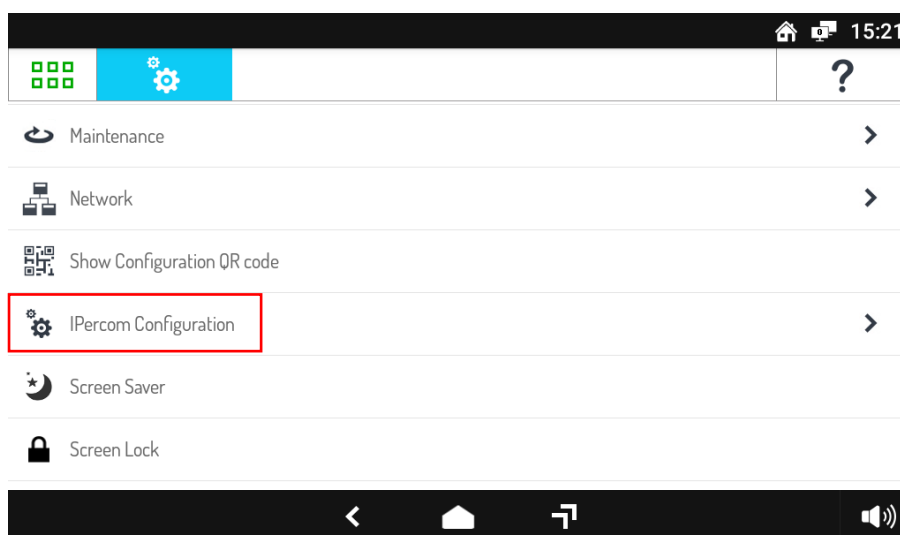 15:21
?
Maintenance
Network
Show Configuration QR code
IPercom Configuration
Screen Saver
Screen Lock